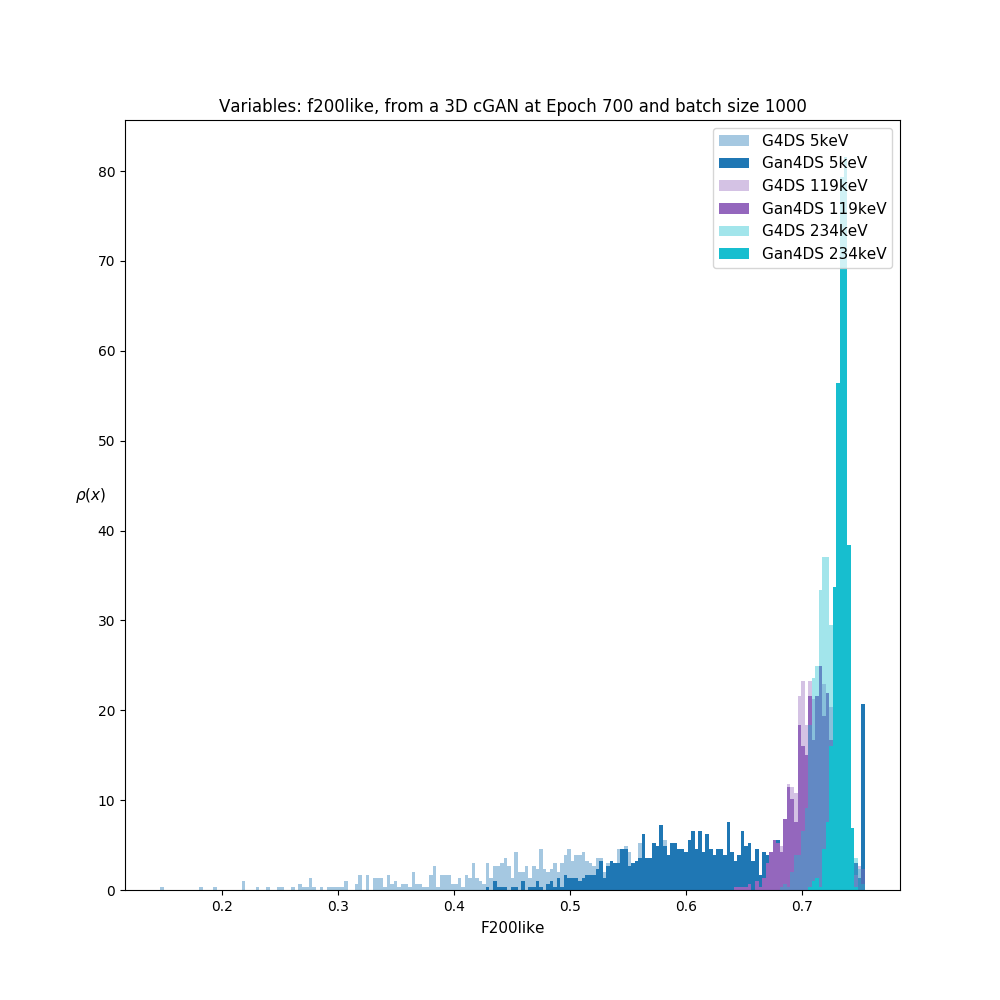 Variables: f200like, from a 3D cGAN at Epoch 700 and batch size 1000
G4DS 5keV
Gan4DS 5keV
G4DS 119keV
Gan4DS 119keV
G4DS 234keV
Gan4DS 234keV
80
70
60
50
ρ(x)
40
30
20
10
0
0.2 0.3 0.4 0.5 0.6 0.7
F200like